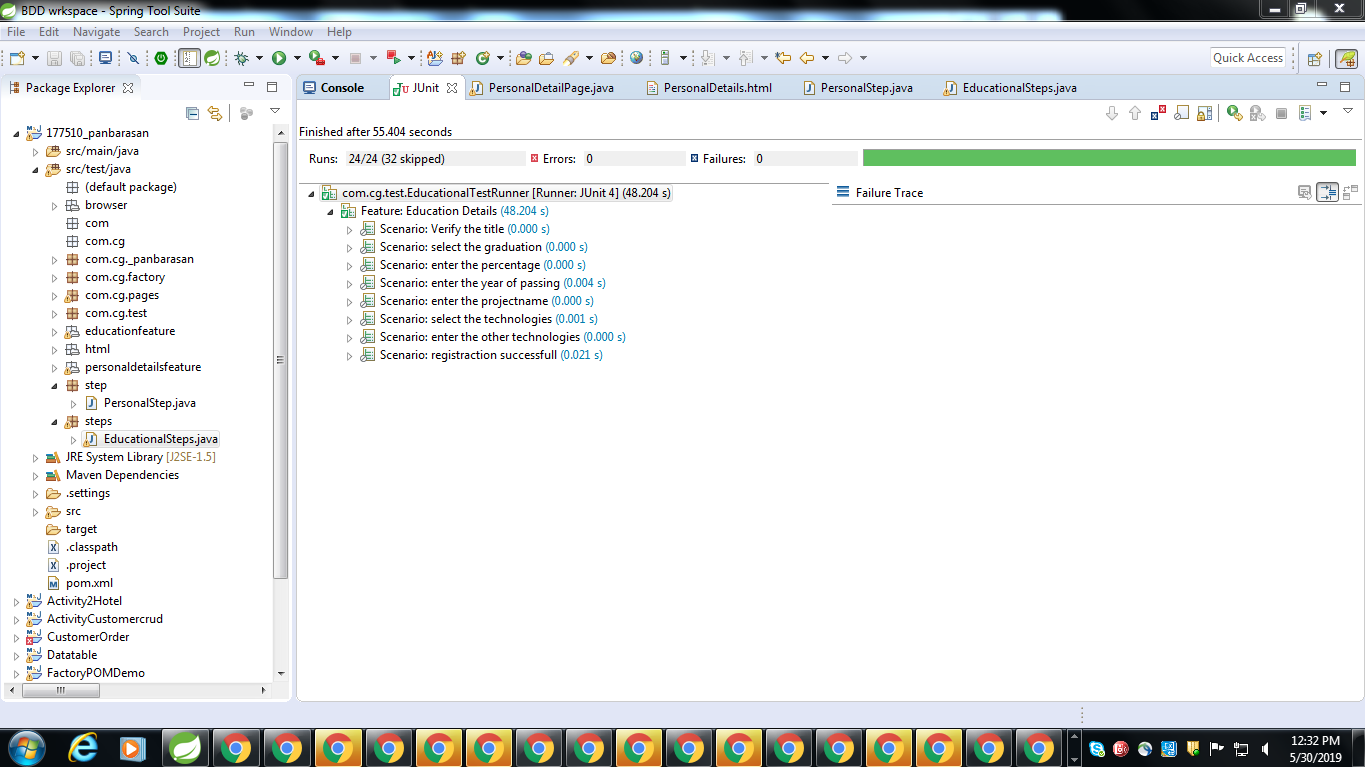 BDD wrkspace - Spring Tool Suite
File Edit Navigate Search Project Run Window Help
Quick Access
Package Explorer
Console JUnit PersonalDetailPage.java PersonalDetails.html PersonalStep.java EducationalSteps.java
Finished after 55.404 seconds
Runs: 24/24 (32 skipped) Errors: 0 Failures: 0
Failure Trace
177510_panbarasan
src/main/java
src/test/java
(default package)
browser
com
com.cg
com.cg._panbarasan
com.cg.factory
com.cg.pages
com.cg.test
educationfeature
html
personaldetailsfeature
step
PersonalStep.java
steps
EducationalSteps.java
JRE System Library [J2SE-1.5]
Maven Dependencies
.settings
src
target
.classpath
.project
pom.xml
Activity2Hotel
ActivityCustomercrud
CustomerOrder
Datatable
FactoryPOMDemo
com.cg.test.EducationalTestRunner [Runner: JUnit 4] (48.204 s)
Feature: Education Details (48.204 s)
Scenario: Verify the title (0.000 s)
Scenario: select the graduation (0.000 s)
Scenario: enter the percentage (0.000 s)
Scenario: enter the year of passing (0.004 s)
Scenario: enter the projectname (0.000 s)
Scenario: select the technologies (0.001 s)
Scenario: enter the other technologies (0.000 s)
Scenario: registraction successfull (0.021 s)
12:32 PM
5/30/2019